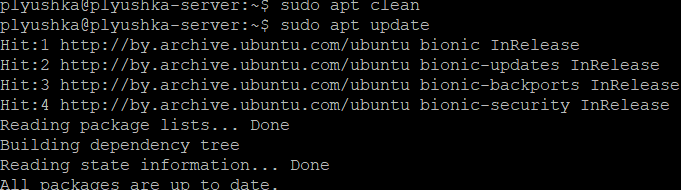 plyushka@plyushka-server:~$ sudo apt clean
plyushka@plyushka-server:~$ sudo apt update
Hit:1 http://by.archive.ubuntu.com/ubuntu bionic InRelease
Hit:2 http://by.archive.ubuntu.com/ubuntu bionic-updates InRelease
Hit:3 http://by.archive.ubuntu.com/ubuntu bionic-backports InRelease
Hit:4 http://by.archive.ubuntu.com/ubuntu bionic-security InRelease
Reading package lists... Done
Building dependency tree
Reading state information... Done
All packages are up to date.